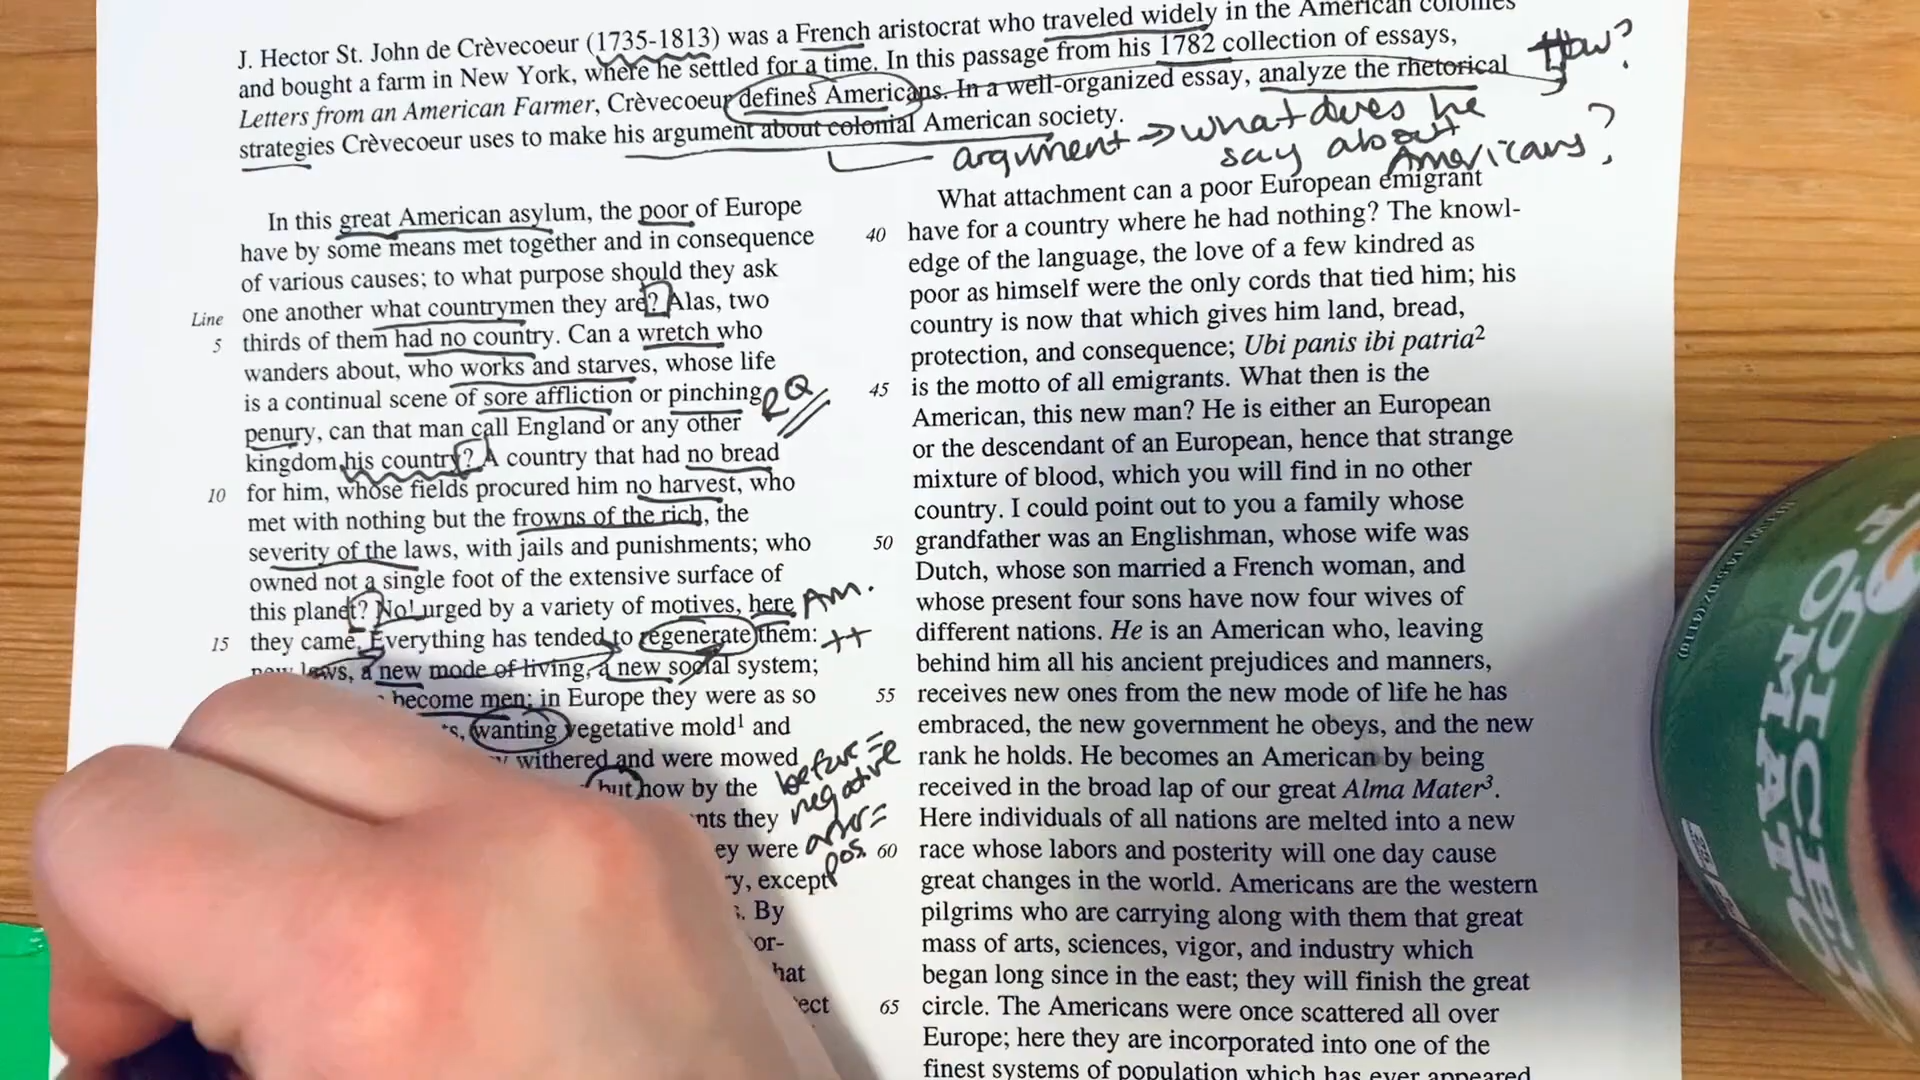 J. Hector St. John de Crèvecoeur (1735-1813) was a French aristocrat who traveled widely in the American colonies
and bought a farm in New York, where he settled for a time. In this passage from his 1782 collection of essays,
Letters from an American Farmer, Crèvecoeur defines Americans. In a well-organized essay, analyze the rhetorical
strategies Crèvecoeur uses to make his argument about colonial American society.
How?
argument → what does he
say about
Americans?
In this great American asylum, the poor of Europe
have by some means met together and in consequence
of various causes; to what purpose should they ask
Line one another what countrymen they are? Alas, two
5 thirds of them had no country. Can a wretch who
wanders about, who works and starves, whose life
is a continual scene of sore affliction or pinching RQ
penury, can that man call England or any other
kingdom his country? A country that had no bread
10 for him, whose fields procured him no harvest, who
met with nothing but the frowns of the rich, the
severity of the laws, with jails and punishments; who
owned not a single foot of the extensive surface of
this planet? No! urged by a variety of motives, here AM.
15 they came. Everything has tended to regenerate them: ++
new laws, a new mode of living, a new social system;
become men: in Europe they were as so
wanting vegetative mold1 and
withered and were mowed
but now by the
nts they
ey were
y, except
s. By
or-
hat
ect
before =
negative
after =
pos.
What attachment can a poor European emigrant
40 have for a country where he had nothing? The knowl-
edge of the language, the love of a few kindred as
poor as himself were the only cords that tied him; his
country is now that which gives him land, bread,
protection, and consequence; Ubi panis ibi patria2
45 is the motto of all emigrants. What then is the
American, this new man? He is either an European
or the descendant of an European, hence that strange
mixture of blood, which you will find in no other
country. I could point out to you a family whose
50 grandfather was an Englishman, whose wife was
Dutch, whose son married a French woman, and
whose present four sons have now four wives of
different nations. He is an American who, leaving
behind him all his ancient prejudices and manners,
55 receives new ones from the new mode of life he has
embraced, the new government he obeys, and the new
rank he holds. He becomes an American by being
received in the broad lap of our great Alma Mater3.
Here individuals of all nations are melted into a new
60 race whose labors and posterity will one day cause
great changes in the world. Americans are the western
pilgrims who are carrying along with them that great
mass of arts, sciences, vigor, and industry which
began long since in the east; they will finish the great
65 circle. The Americans were once scattered all over
Europe; here they are incorporated into one of the
finest systems of population which has ever appeared
DICED
TOMATO